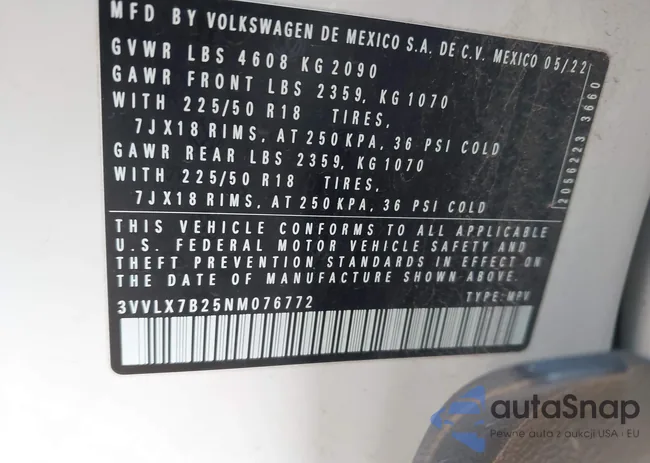 MFD BY VOLKSWAGEN DE MEXICO S.A. DE C.V. MEXICO 05/22
GVWR LBS 4608 KG 2090
GAWR FRONT LBS 2359, KG 1070
WITH 225/50 R18 TIRES,
7JX18 RIMS, AT 250 KPA, 36 PSI COLD
GAWR REAR LBS 2359, KG 1070
WITH 225/50 R18 TIRES,
7JX18 RIMS, AT 250 KPA, 36 PSI COLD
2056223 3660
THIS VEHICLE CONFORMS TO ALL APPLICABLE
U.S. FEDERAL MOTOR VEHICLE SAFETY AND
THEFT PREVENTION STANDARDS IN EFFECT ON
THE DATE OF MANUFACTURE SHOWN ABOVE.
3VVLX7B25NM076772 TYPE: MPV
autaSnap
Pewne auta z aukcji USA i EU